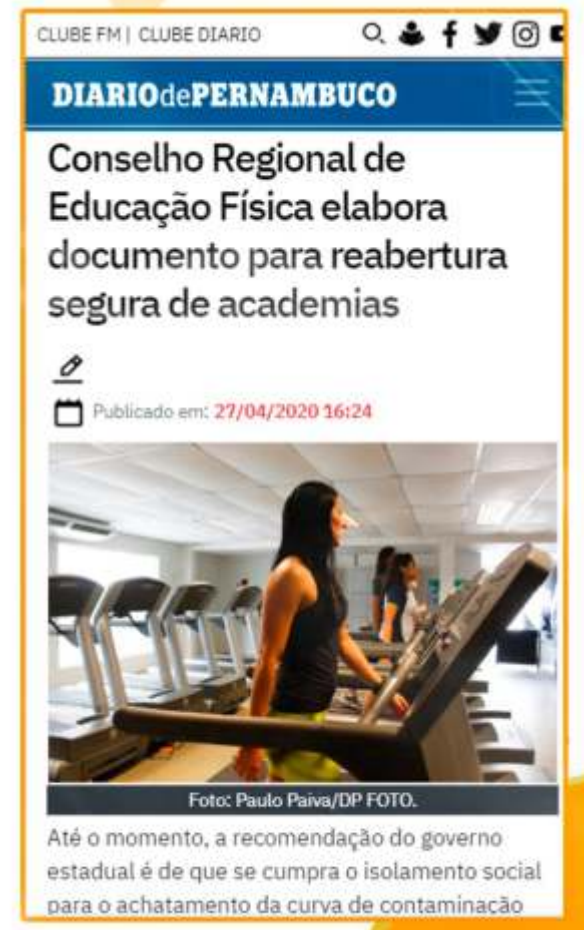 CLUBE FM | CLUBE DIARIO
DIARIOdePERNAMBUCO
Conselho Regional de
Educação Física elabora
documento para reabertura
segura de academias
Publicado em: 27/04/2020 16:24
Foto: Paulo Paiva/DP FOTO.
Até o momento, a recomendação do governo
estadual é de que se cumpra o isolamento social
para o achatamento da curva de contaminação